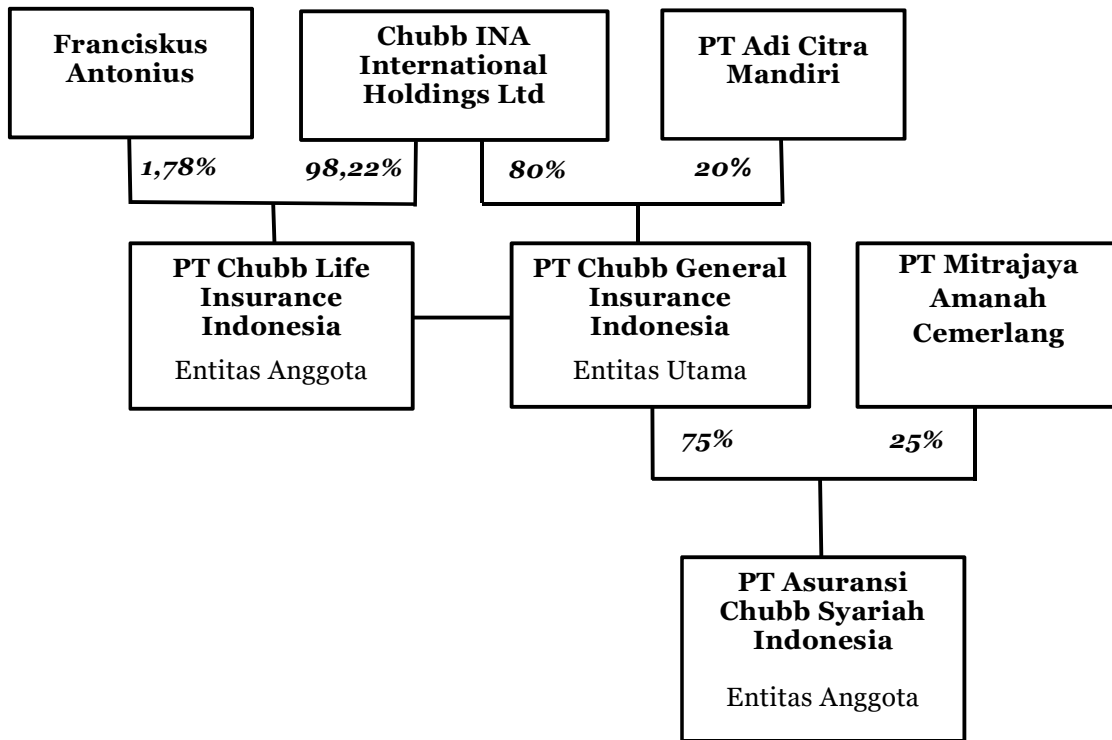 Franciskus
Antonius
Chubb INA
International
Holdings Ltd
PT Adi Citra
Mandiri
1,78%
98,22%
80%
20%
PT Chubb Life
Insurance
Indonesia
Entitas Anggota
PT Chubb General
Insurance
Indonesia
Entitas Utama
PT Mitrajaya
Amanah
Cemerlang
75%
25%
PT Asuransi
Chubb Syariah
Indonesia
Entitas Anggota